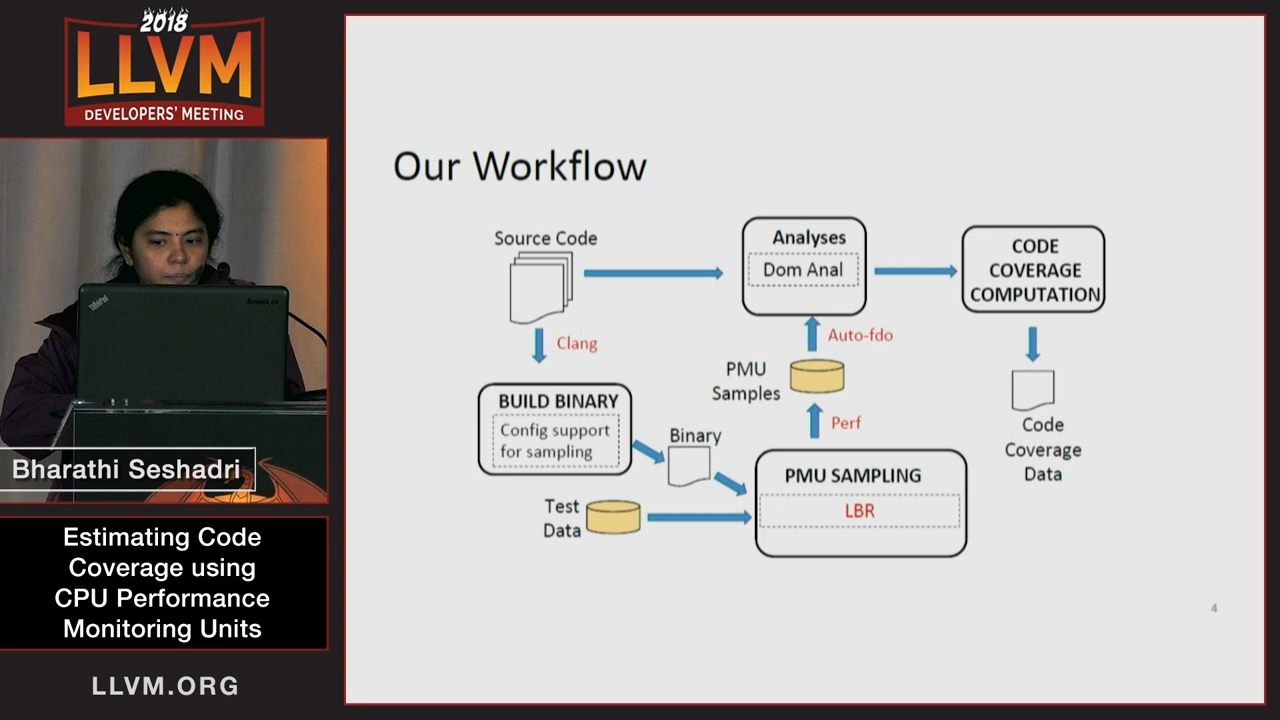 2018
LLVM
DEVELOPERS' MEETING
ThinkPad
Bharathi Seshadri
Estimating Code
Coverage using
CPU Performance
Monitoring Units
LLVM.ORG
Our Workflow
Source Code
Clang
BUILD BINARY
Config support
for sampling
Binary
Test
Data
PMU SAMPLING
LBR
Perf
PMU
Samples
Auto-fdo
Analyses
Dom Anal
CODE
COVERAGE
COMPUTATION
Code
Coverage
Data
4